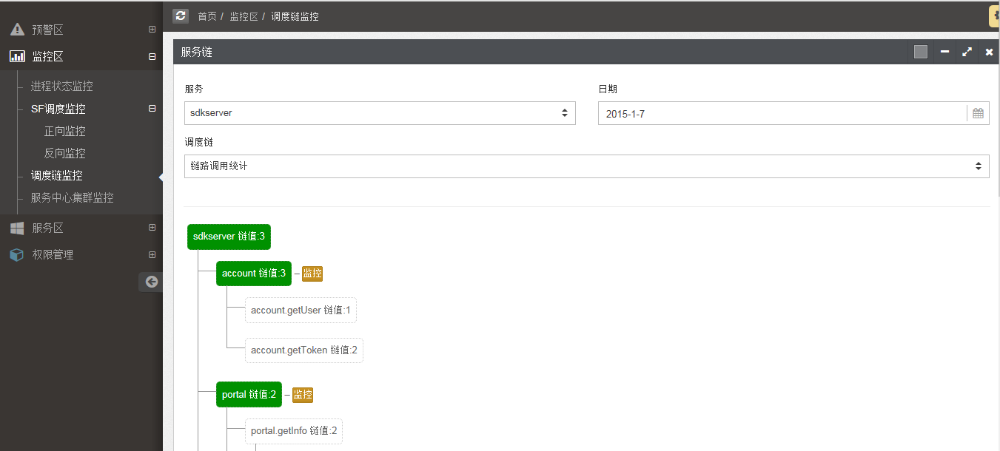 预警区
监控区
进程状态监控
SF调度监控
正向监控
反向监控
调度链监控
服务中心集群监控
服务区
权限管理
首页 / 监控区 / 调度链监控
服务链
服务
日期
sdkserver
2015-1-7
调度链
链路调用统计
sdkserver 链值:3
account 链值:3 – 监控
account.getUser 链值:1
account.getToken 链值:2
portal 链值:2 – 监控
portal.getInfo 链值:2